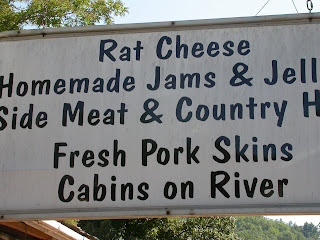 Rat Cheese
Homemade Jams & Jell
Side Meat & Country H
Fresh Pork Skins
Cabins on River